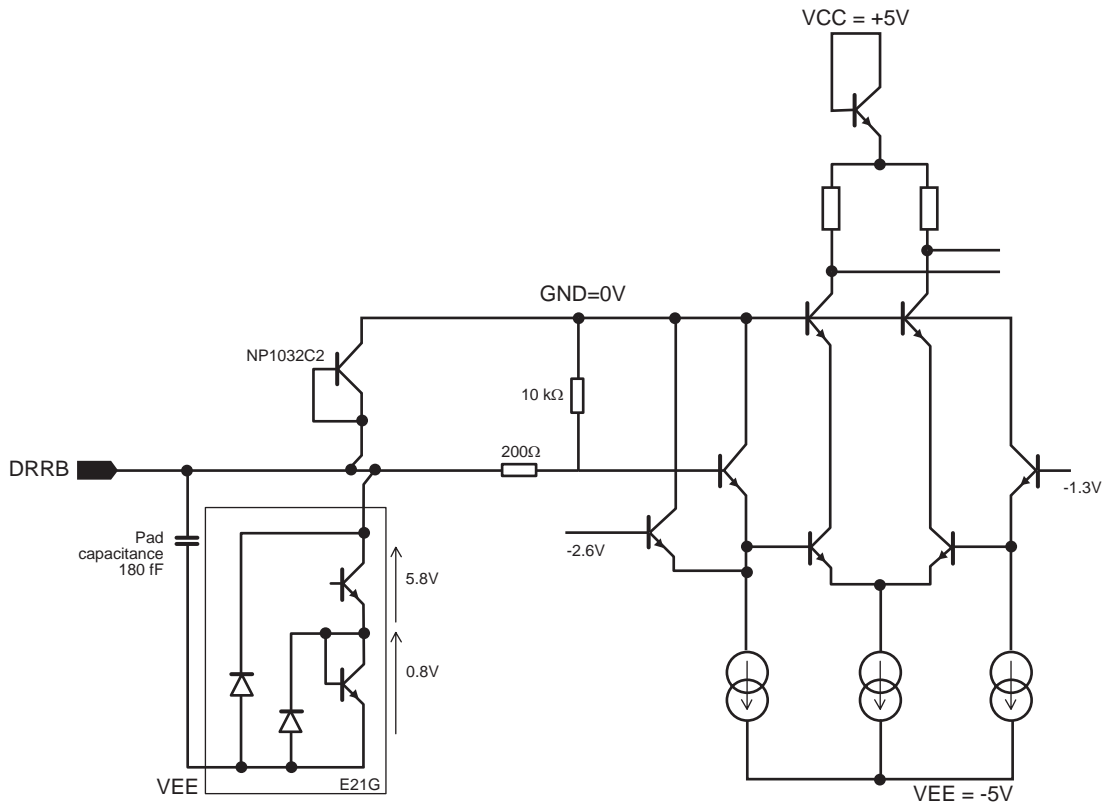 VCC = +5V
GND=0V
NP1032C2
10 kΩ
200Ω
DRRB
-1.3V
Pad
capacitance
180 fF
-2.6V
5.8V
0.8V
VEE
E21G
VEE = -5V